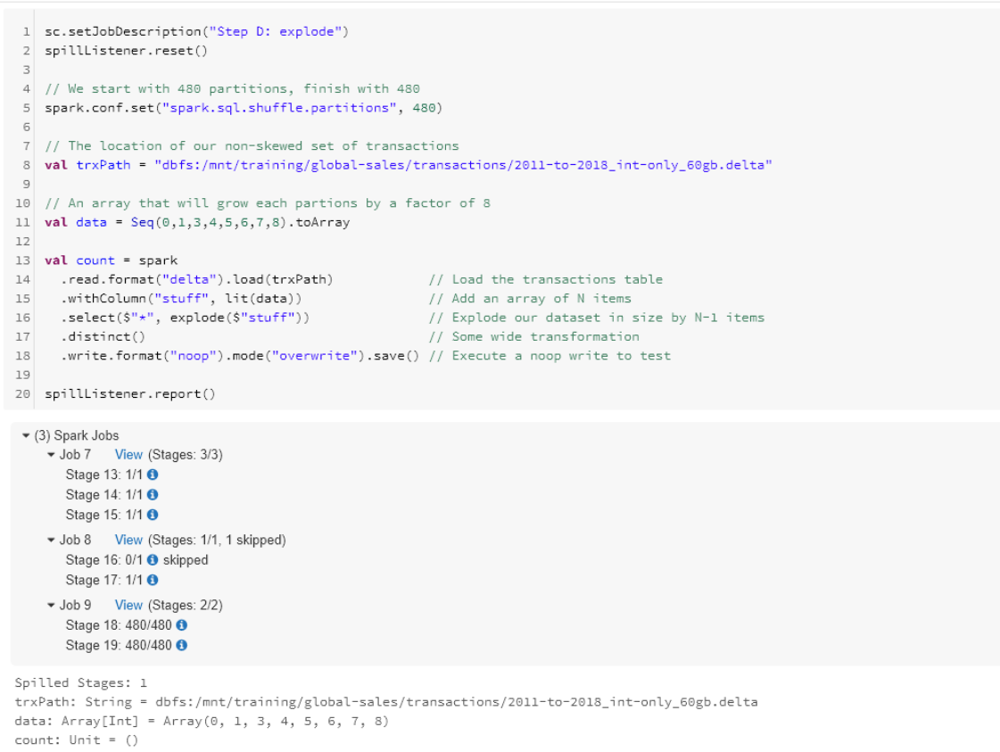 1 sc.setJobDescription("Step D: explode")
2 spillListener.reset()
3
4 // We start with 480 partitions, finish with 480
5 spark.conf.set("spark.sql.shuffle.partitions", 480)
6
7 // The location of our non-skewed set of transactions
8 val trxPath = "dbfs:/mnt/training/global-sales/transactions/2011-to-2018_int-only_60gb.delta"
9
10 // An array that will grow each partions by a factor of 8
11 val data = Seq(0,1,3,4,5,6,7,8).toArray
12
13 val count = spark
14 .read.format("delta").load(trxPath) // Load the transactions table
15 .withColumn("stuff", lit(data)) // Add an array of N items
16 .select($"*", explode($"stuff")) // Explode our dataset in size by N-1 items
17 .distinct() // Some wide transformation
18 .write.format("noop").mode("overwrite").save() // Execute a noop write to test
19
20 spillListener.report()
(3) Spark Jobs
Job 7 View (Stages: 3/3)
Stage 13: 1/1
Stage 14: 1/1
Stage 15: 1/1
Job 8 View (Stages: 1/1, 1 skipped)
Stage 16: 0/1 skipped
Stage 17: 1/1
Job 9 View (Stages: 2/2)
Stage 18: 480/480
Stage 19: 480/480
Spilled Stages: 1
trxPath: String = dbfs:/mnt/training/global-sales/transactions/2011-to-2018_int-only_60gb.delta
data: Array[Int] = Array(0, 1, 3, 4, 5, 6, 7, 8)
count: Unit = ()